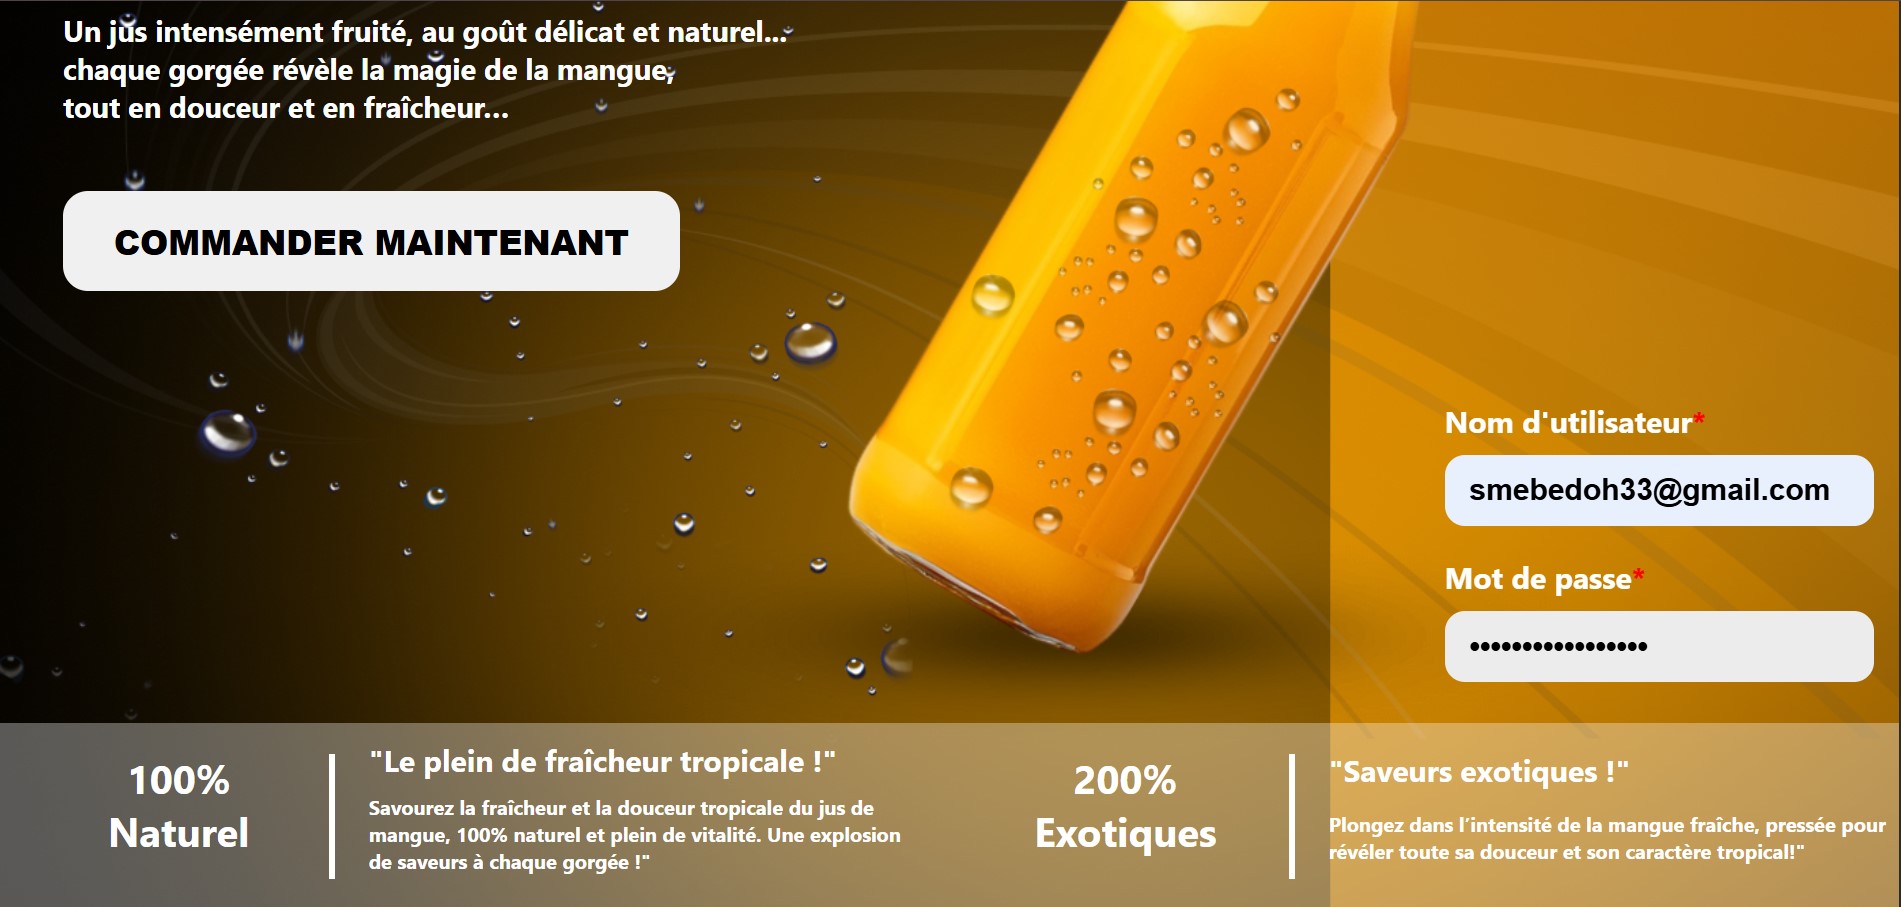 Un jus intensément fruité, au goût délicat et naturel...
chaque gorgée révèle la magie de la mangue,
tout en douceur et en fraîcheur...
COMMANDER MAINTENANT
Nom d'utilisateur*
smebedoh33@gmail.com
Mot de passe*
•••••••••••••••••
100%
Naturel
"Le plein de fraîcheur tropicale !"
Savourez la fraîcheur et la douceur tropicale du jus de
mangue, 100% naturel et plein de vitalité. Une explosion
de saveurs à chaque gorgée !"
200%
Exotiques
"Saveurs exotiques !"
Plongez dans l’intensité de la mangue fraîche, pressée pour
révéler toute sa douceur et son caractère tropical!"